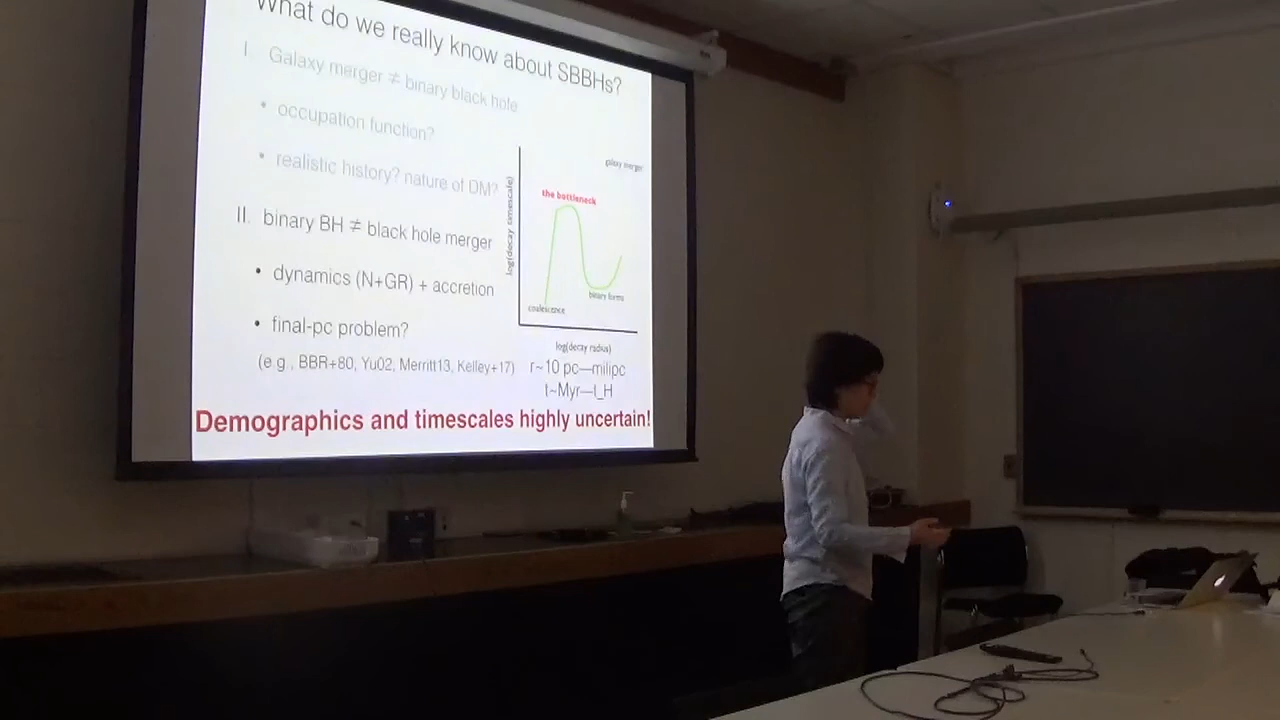 What do we really know about SBBHs?
I. Galaxy merger ≠ binary black hole
• occupation function?
• realistic history? nature of DM?
II. binary BH ≠ black hole merger
• dynamics (N+GR) + accretion
• final-pc problem?
(e.g., BBR+80, Yu02, Merritt13, Kelley+17)
galaxy merger
the bottleneck
log(decay timescale)
binary forms
coalescence
log(decay radius)
r~10 pc—milipc
t~Myr—t_H
Demographics and timescales highly uncertain!